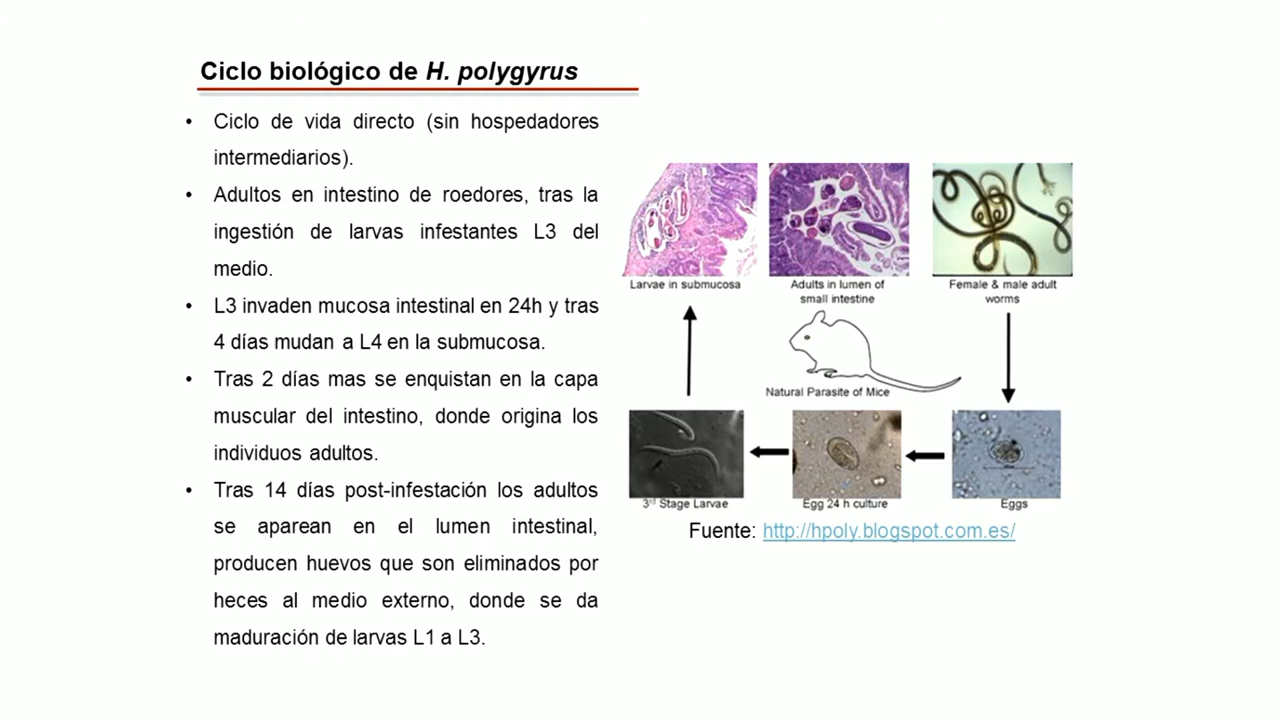 Ciclo biológico de H. polygyrus
• Ciclo de vida directo (sin hospedadores
intermediarios).
• Adultos en intestino de roedores, tras la
ingestión de larvas infestantes L3 del
medio.
• L3 invaden mucosa intestinal en 24h y tras
4 días mudan a L4 en la submucosa.
• Tras 2 días mas se enquistan en la capa
muscular del intestino, donde origina los
individuos adultos.
• Tras 14 días post-infestación los adultos
se aparean en el lumen intestinal,
producen huevos que son eliminados por
heces al medio externo, donde se da
maduración de larvas L1 a L3.
Larvae in submucosa
Adults in lumen of
small intestine
Female & male adult
worms
Natural Parasite of Mice
3rd Stage Larvae
Egg 24 h culture
Eggs
Fuente: http://hpoly.blogspot.com.es/